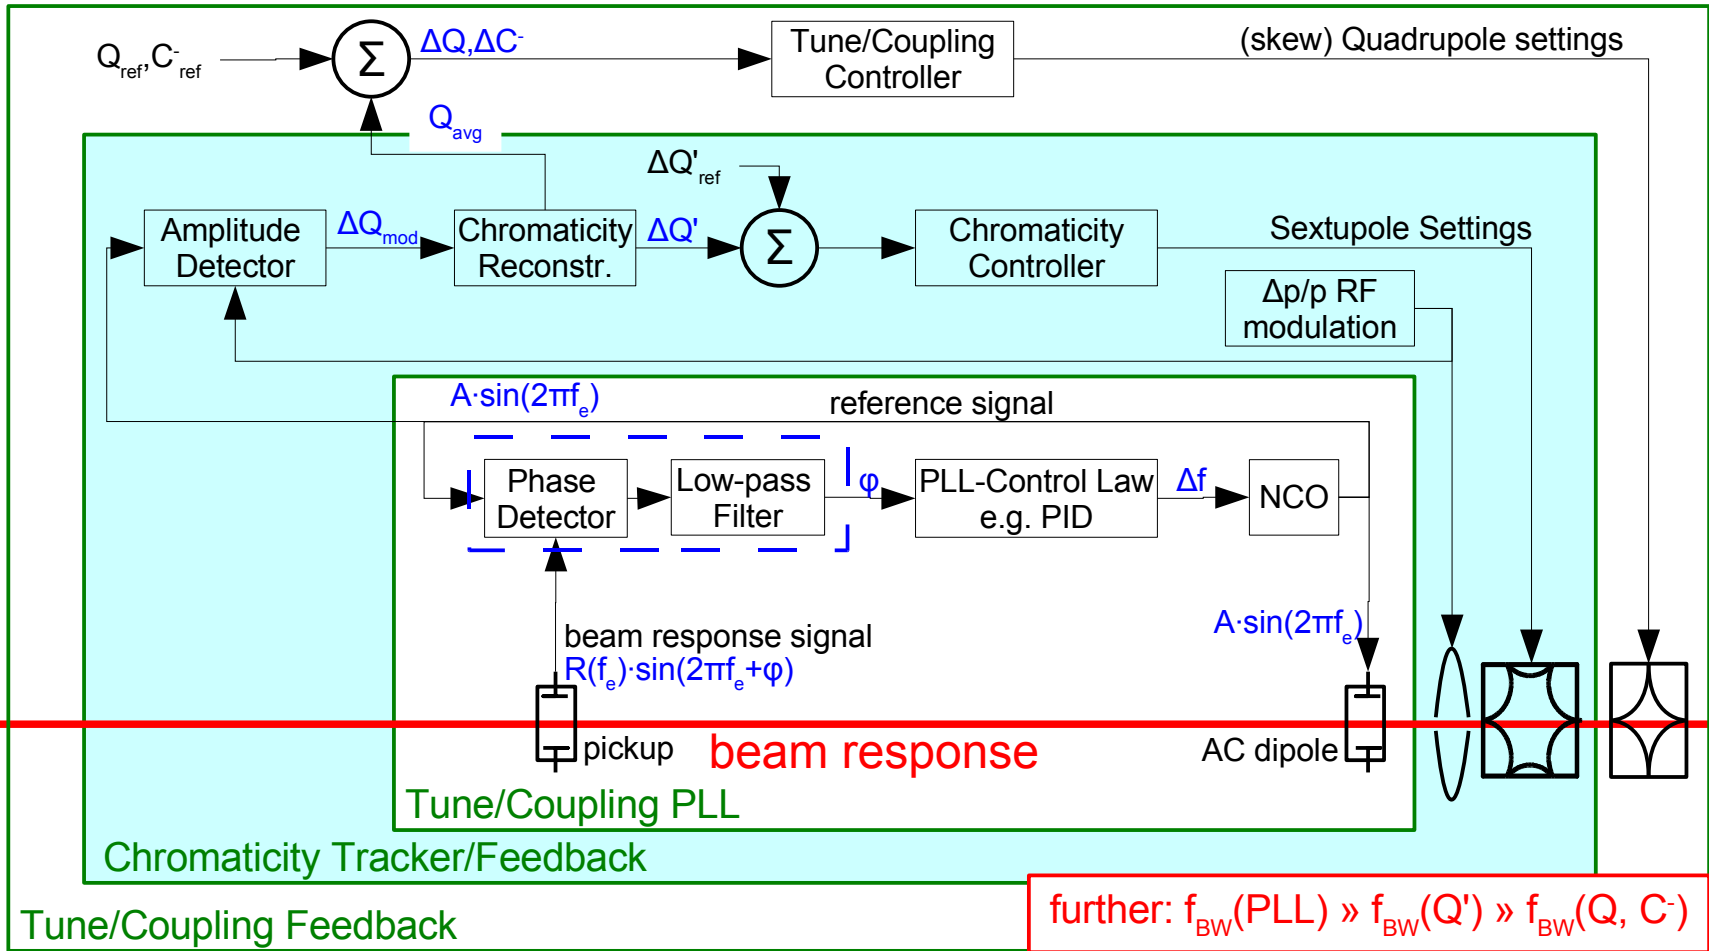 Q_ref,C⁻_ref
Σ
ΔQ,ΔC⁻
Tune/Coupling
Controller
(skew) Quadrupole settings
Q_avg
ΔQ'_ref
Amplitude
Detector
ΔQ_mod
Chromaticity
Reconstr.
ΔQ'
Σ
Chromaticity
Controller
Sextupole Settings
Δp/p RF
modulation
A·sin(2πf_e)
reference signal
Phase
Detector
Low-pass
Filter
φ
PLL-Control Law
e.g. PID
Δf
NCO
beam response signal
R(f_e)·sin(2πf_e+φ)
A·sin(2πf_e)
pickup
beam response
AC dipole
Tune/Coupling PLL
Chromaticity Tracker/Feedback
Tune/Coupling Feedback
further: f_BW(PLL) » f_BW(Q') » f_BW(Q, C⁻)